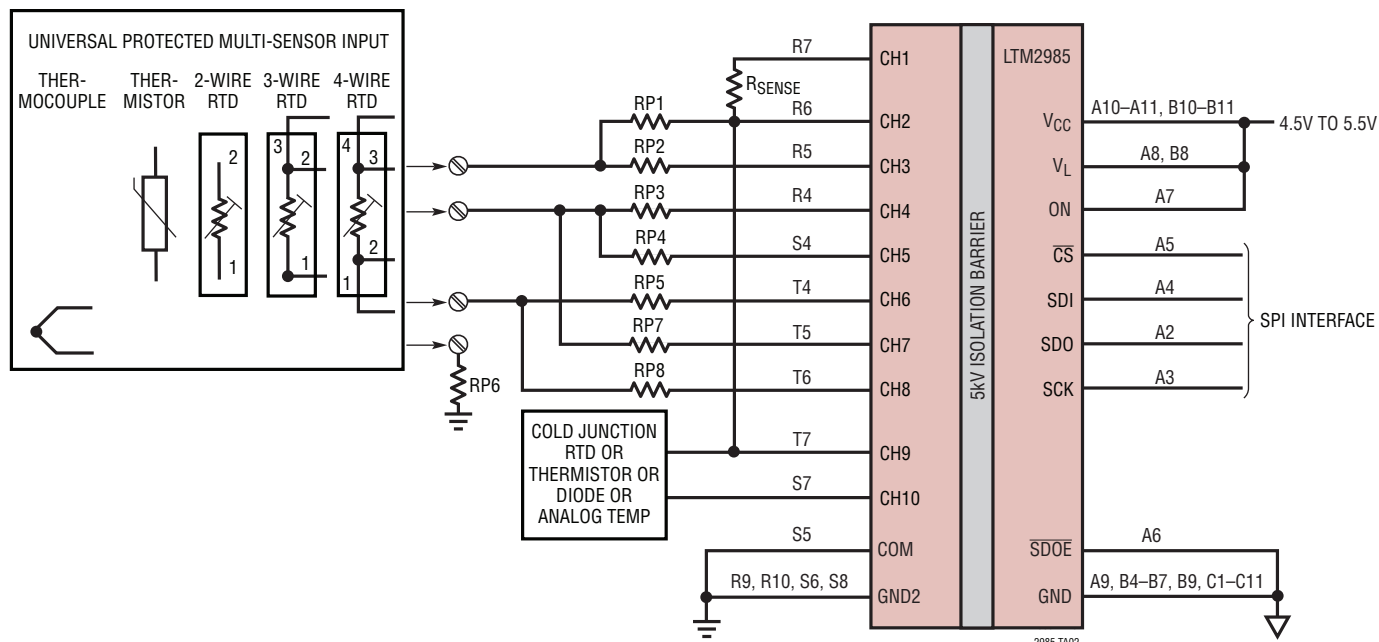 UNIVERSAL PROTECTED MULTI-SENSOR INPUT
THER-
MOCOUPLE
THER-
MISTOR
2-WIRE
RTD
3-WIRE
RTD
4-WIRE
RTD
2
1
3
2
1
4
3
2
1
RP1
RP2
RP3
RP4
RP5
RP7
RP8
RP6
RSENSE
COLD JUNCTION
RTD OR
THERMISTOR OR
DIODE OR
ANALOG TEMP
R7
R6
R5
R4
S4
T4
T5
T6
T7
S7
S5
R9, R10, S6, S8
CH1
CH2
CH3
CH4
CH5
CH6
CH7
CH8
CH9
CH10
COM
GND2
5kV ISOLATION BARRIER
LTM2985
VCC
VL
ON
CS
SDI
SDO
SCK
SDOE
GND
A10–A11, B10–B11
A8, B8
A7
A5
A4
A2
A3
A6
A9, B4–B7, B9, C1–C11
4.5V TO 5.5V
SPI INTERFACE
2985 TA02